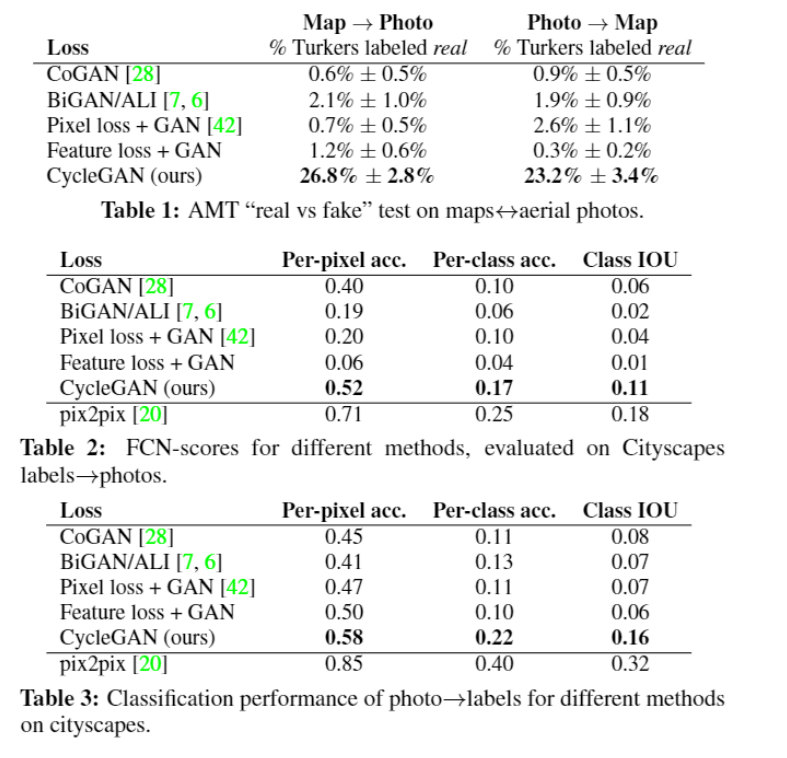 Map → Photo Photo → Map
Loss % Turkers labeled real % Turkers labeled real
CoGAN [28] 0.6% ± 0.5% 0.9% ± 0.5%
BiGAN/ALI [7, 6] 2.1% ± 1.0% 1.9% ± 0.9%
Pixel loss + GAN [42] 0.7% ± 0.5% 2.6% ± 1.1%
Feature loss + GAN 1.2% ± 0.6% 0.3% ± 0.2%
CycleGAN (ours) 26.8% ± 2.8% 23.2% ± 3.4%
Table 1: AMT “real vs fake” test on maps↔aerial photos.
Loss Per-pixel acc. Per-class acc. Class IOU
CoGAN [28] 0.40 0.10 0.06
BiGAN/ALI [7, 6] 0.19 0.06 0.02
Pixel loss + GAN [42] 0.20 0.10 0.04
Feature loss + GAN 0.06 0.04 0.01
CycleGAN (ours) 0.52 0.17 0.11
pix2pix [20] 0.71 0.25 0.18
Table 2: FCN-scores for different methods, evaluated on Cityscapes
labels→photos.
Loss Per-pixel acc. Per-class acc. Class IOU
CoGAN [28] 0.45 0.11 0.08
BiGAN/ALI [7, 6] 0.41 0.13 0.07
Pixel loss + GAN [42] 0.47 0.11 0.07
Feature loss + GAN 0.50 0.10 0.06
CycleGAN (ours) 0.58 0.22 0.16
pix2pix [20] 0.85 0.40 0.32
Table 3: Classification performance of photo→labels for different methods
on cityscapes.